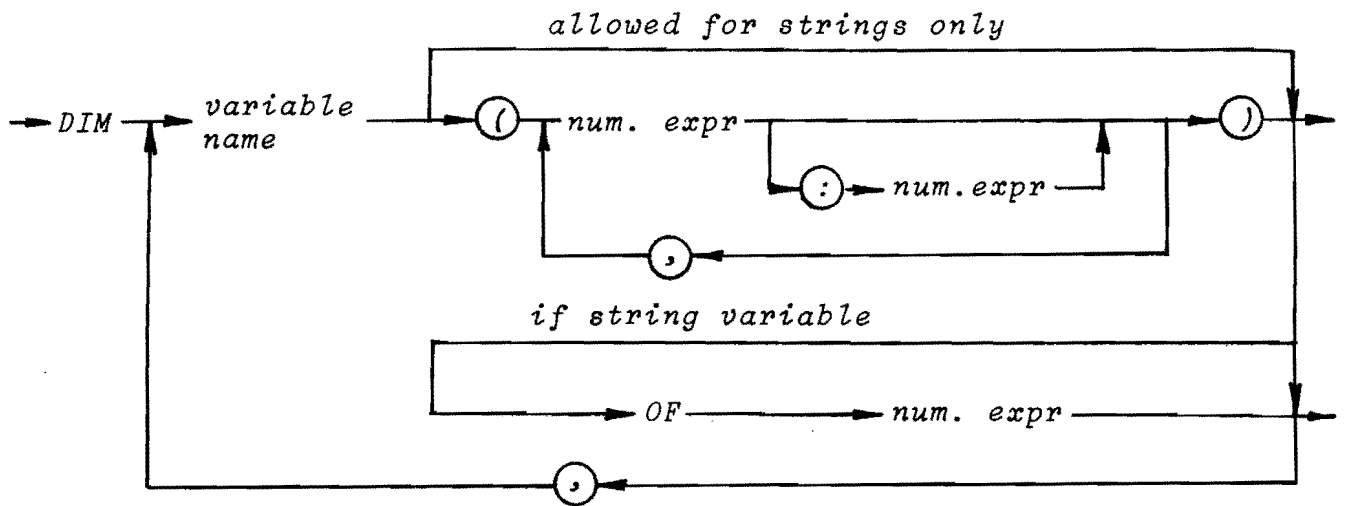 allowed for strings only
DIM variable name ( num. expr )
: num.expr
,
if string variable
OF num. expr
,